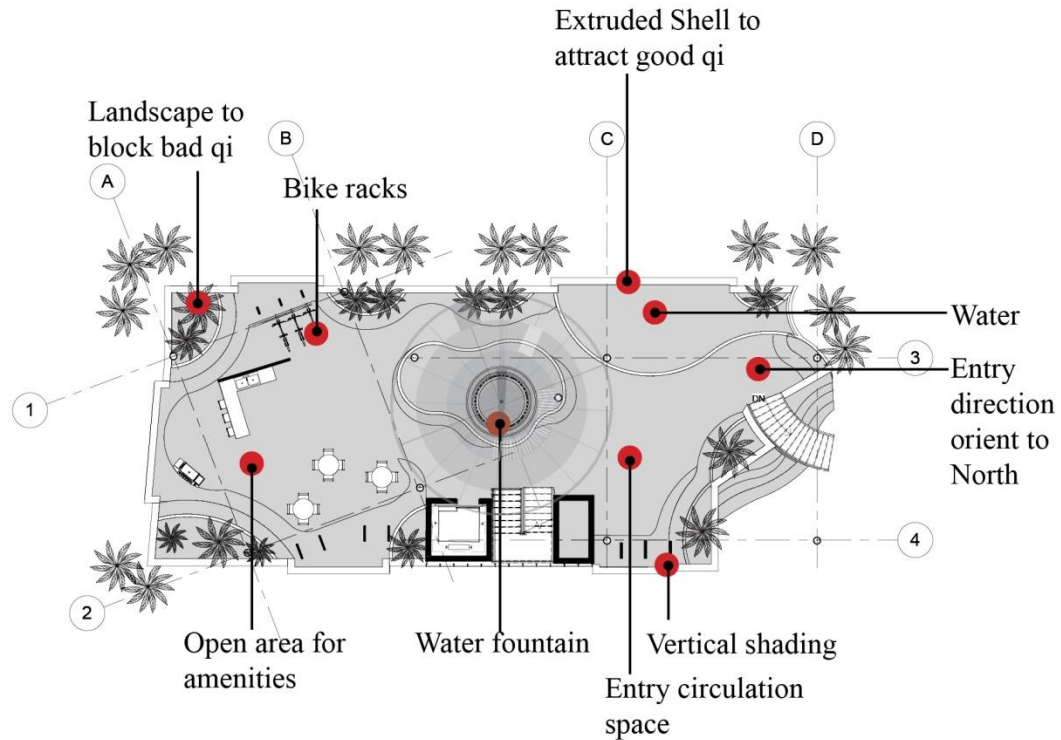 Extruded Shell to
attract good qi
Landscape to
block bad qi
B
C
D
A
Bike racks
Water
3
Entry
direction
orient to
North
DN
1
4
2
Open area for
amenities
Water fountain
Vertical shading
Entry circulation
space